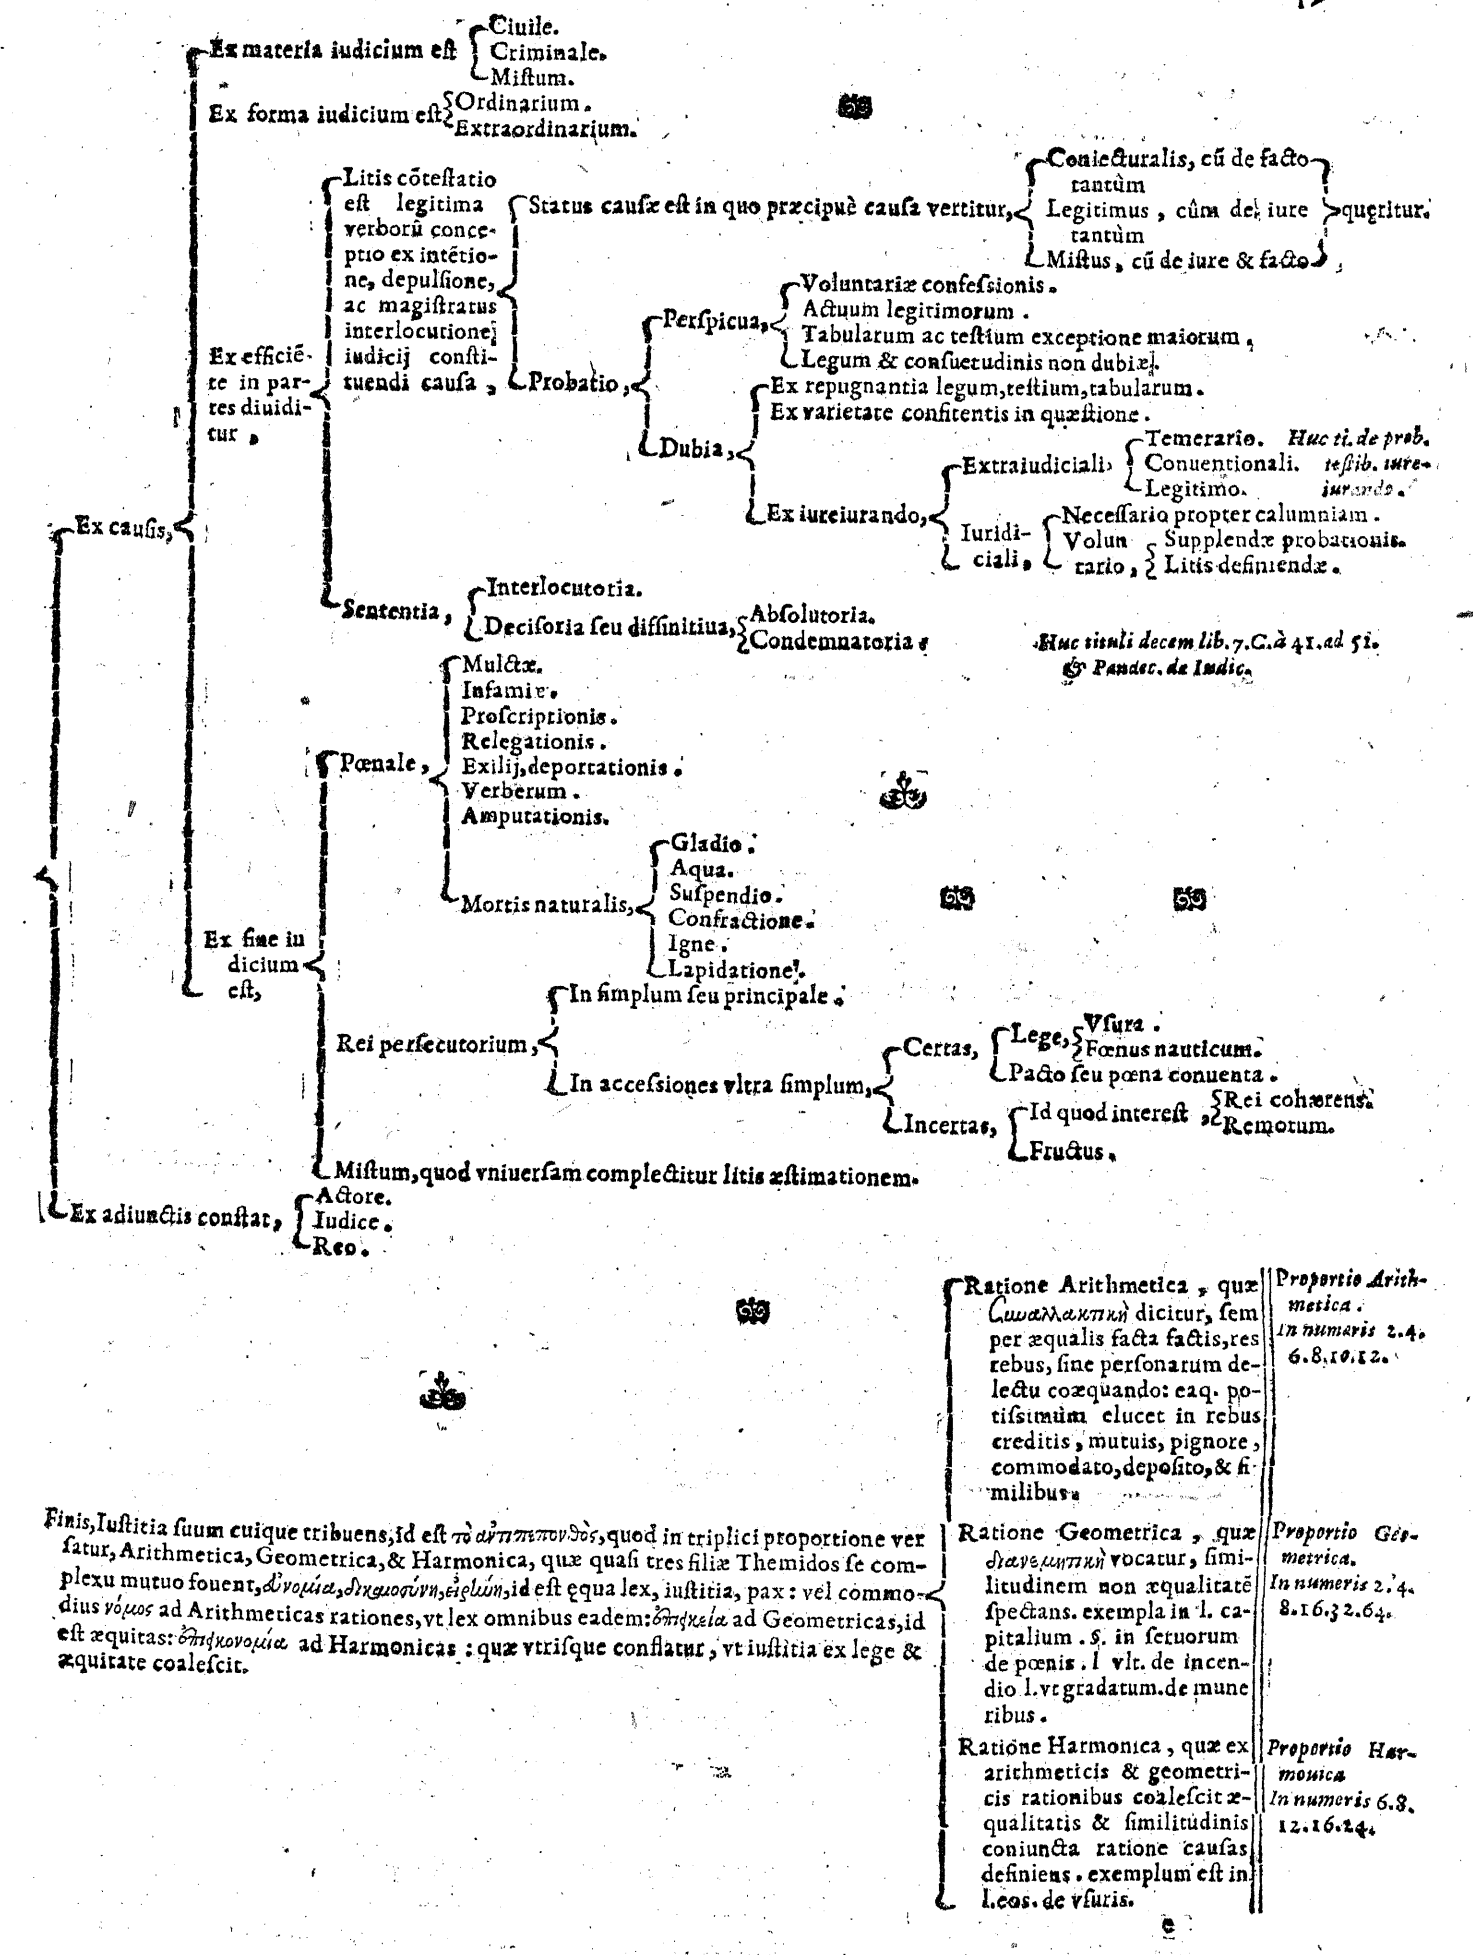 Ciuile.
Ex materia iudicium est
Criminale.
Mistum.
Ex forma iudicium est
Ordinarium.
Extraordinarium.
Litis cõtestatio
est legitima
verborũ conce-
ptio ex intẽtio-
ne, depulsione,
ac magistratus
interlocutione
iudicij consti-
tuendi causa,
Status causæ est in quo præcipuè causa vertitur,
Coniecturalis, cũ de facto
tantùm
Legitimus, cûm de iure
tantùm
Mistus, cũ de iure & facto
quęritur.
Ex efficiẽ-
te in par-
tes diuidi-
tur,
Probatio,
Perspicua,
Voluntariæ confessionis.
Actuum legitimorum.
Tabularum ac testium exceptione maiorum,
Legum & consuetudinis non dubiæ.
Dubia,
Ex repugnantia legum, testium, tabularum.
Ex varietate confitentis in quæstione.
Ex iureiurando,
Extraiudiciali,
Temerario.
Conuentionali.
Legitimo.
Huc ti. de prob.
testib. iure-
iurando.
Iuridi-
ciali,
Necessario propter calumniam.
Volun
tario,
Supplendæ probationis.
Litis definiendæ.
Ex causis,
Sententia,
Interlocutoria.
Decisoria seu diffinitiua,
Absolutoria.
Condemnatoria.
Huc tituli decem lib. 7. C. à 41. ad 51.
& Pandec. de Iudic.
Ex fine iu
dicium
est,
Pœnale,
Mulctæ.
Infamiæ.
Proscriptionis.
Relegationis.
Exilij, deportationis.
Verberum.
Amputationis.
Mortis naturalis,
Gladio.
Aqua.
Suspendio.
Confractione.
Igne.
Lapidatione.
Rei persecutorium,
In simplum seu principale.
In accessiones vltra simplum,
Certas,
Lege,
Vsura.
Fœnus nauticum.
Pacto seu pœna conuenta.
Incertas,
Id quod interest,
Rei cohærens.
Remotum.
Fructus.
Mistum, quod vniuersam complectitur litis æstimationem.
Ex adiunctis constat,
Actore.
Iudice.
Reo.
Finis, Iustitia suum cuique tribuens, id est τὸ ἀντιπεπονθὸς, quod in triplici proportione ver
satur, Arithmetica, Geometrica, & Harmonica, quæ quasi tres filiæ Themidos se com-
plexu mutuo fouent, εὐνομία, δικαιοσύνη, εἰρήνη, id est ęqua lex, iustitia, pax: vel commo-
dius νόμος ad Arithmeticas rationes, vt lex omnibus eadem: ἐπιείκεία ad Geometricas, id
est æquitas: ad Harmonicas: quæ vtrisque conflatur, vt iustitia ex lege &
æquitate coalescit.
Ratione Arithmetica, quæ
Συναλλακτικὴ dicitur, sem
per æqualis facta factis, res
rebus, sine personarum de-
lectu coæquando: eaq. po-
tissimùm elucet in rebus
creditis, mutuis, pignore,
commodato, deposito, & si-
milibus.
Proportio Arith-
metica.
In numeris 2.4.
6.8.10.12.
Ratione Geometrica, quæ
διανεμητικὴ vocatur, simi-
litudinem non æqualitatẽ
spectans. exempla in l. ca-
pitalium. §. in seruorum
de pœnis. l vlt. de incen-
dio l. vt gradatum. de mune
ribus.
Proportio Geo-
metrica.
In numeris 2.4.
8.16.32.64.
Ratione Harmonica, quæ ex
arithmeticis & geometri-
cis rationibus coalescit æ-
qualitatis & similitudinis
coniuncta ratione causas
definiens. exemplum est in
l. eos. de vsuris.
Proportio Har-
monica
In numeris 6.8.
12.16.24.
e